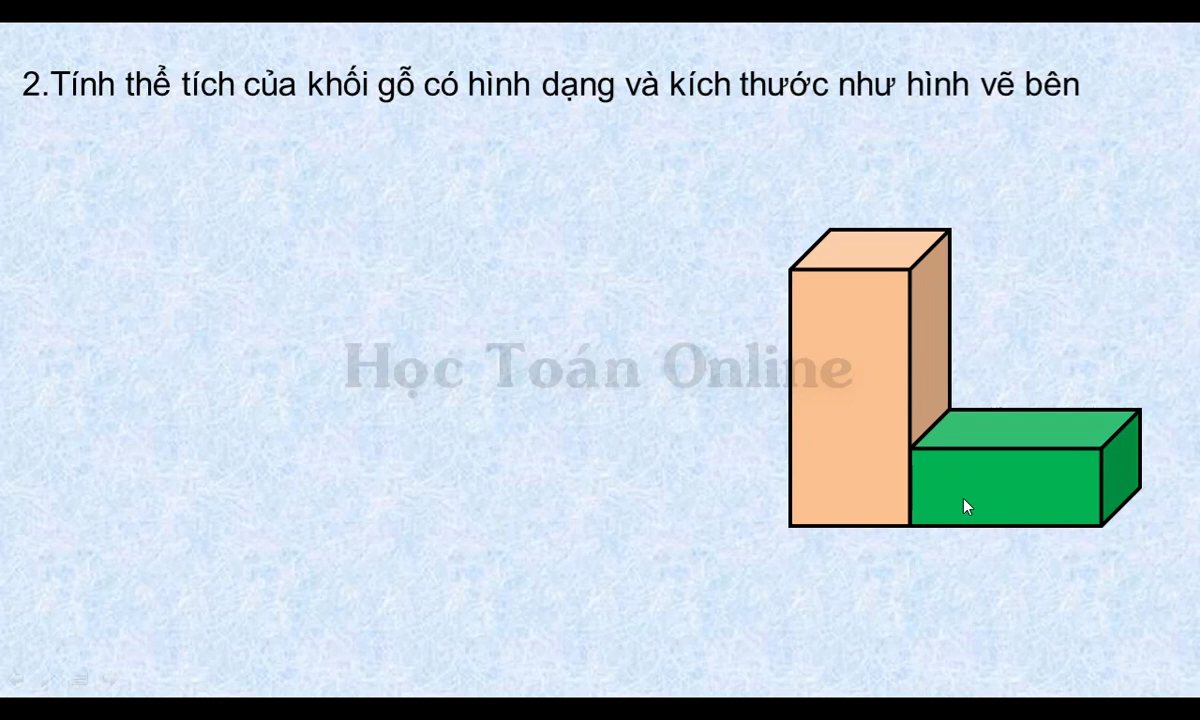 2.Tính thể tích của khối gỗ có hình dạng và kích thước như hình vẽ bên
Học Toán Online